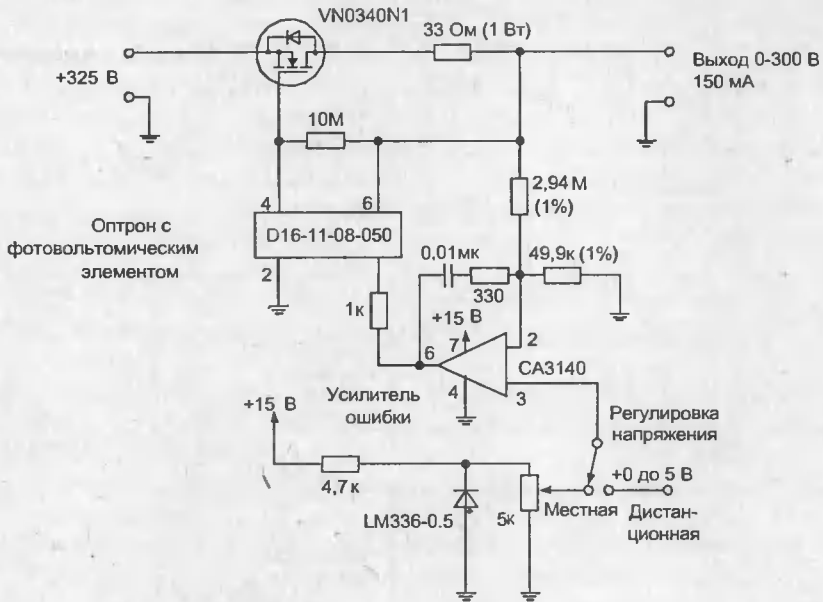 VN0340N1
33 Ом (1 Вт)
+325 В
Выход 0-300 В
150 мА
10М
4
6
2,94 М
(1%)
Оптрон с
фотовольтомическим
элементом
D16-11-08-050
2
0,01мк
330
49,9к (1%)
1к
+15 В
7
6
2
4
3
CA3140
Усилитель
ошибки
+15 В
Регулировка
напряжения
4,7к
LM336-0.5
5к
+0 до 5 В
Местная
Дистан-
ционная